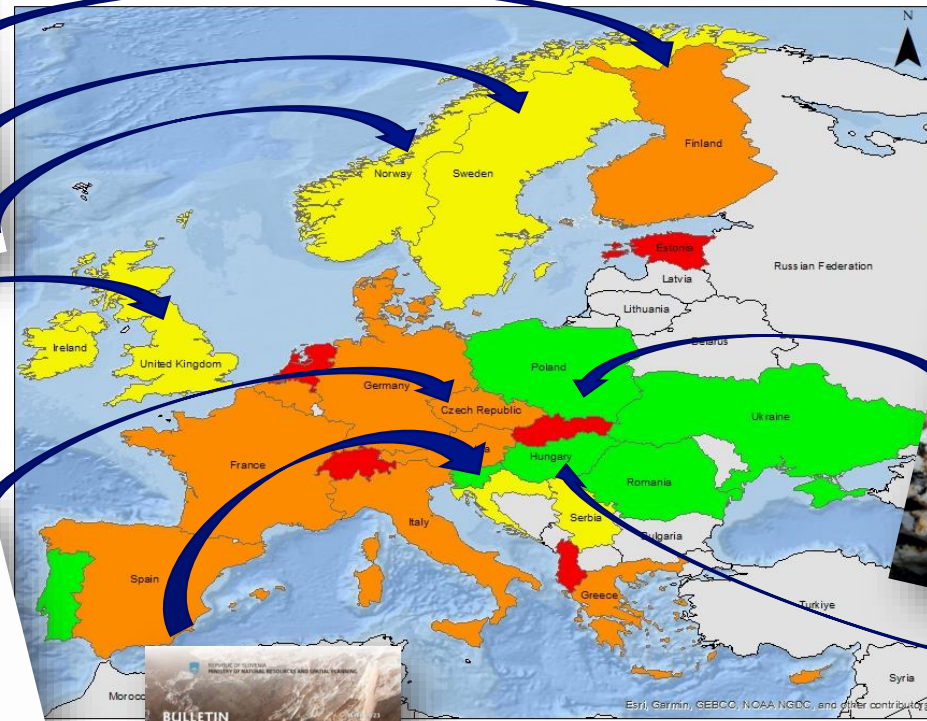 N
Finland
Norway
Sweden
Estonia
Russian Federation
Latvia
Lithuania
Belarus
Ireland
United Kingdom
Poland
Germany
Ukraine
Czech Republic
Hungary
France
Romania
Serbia
Italy
Bulgaria
Spain
Greece
Turkiye
REPUBLIC OF SLOVENIA
MINISTRY OF NATURAL RESOURCES AND SPATIAL PLANNING
Syria
Moroc
BULLETIN
Esri, Garmin, GEBCO, NOAA NGDC, and other contributors